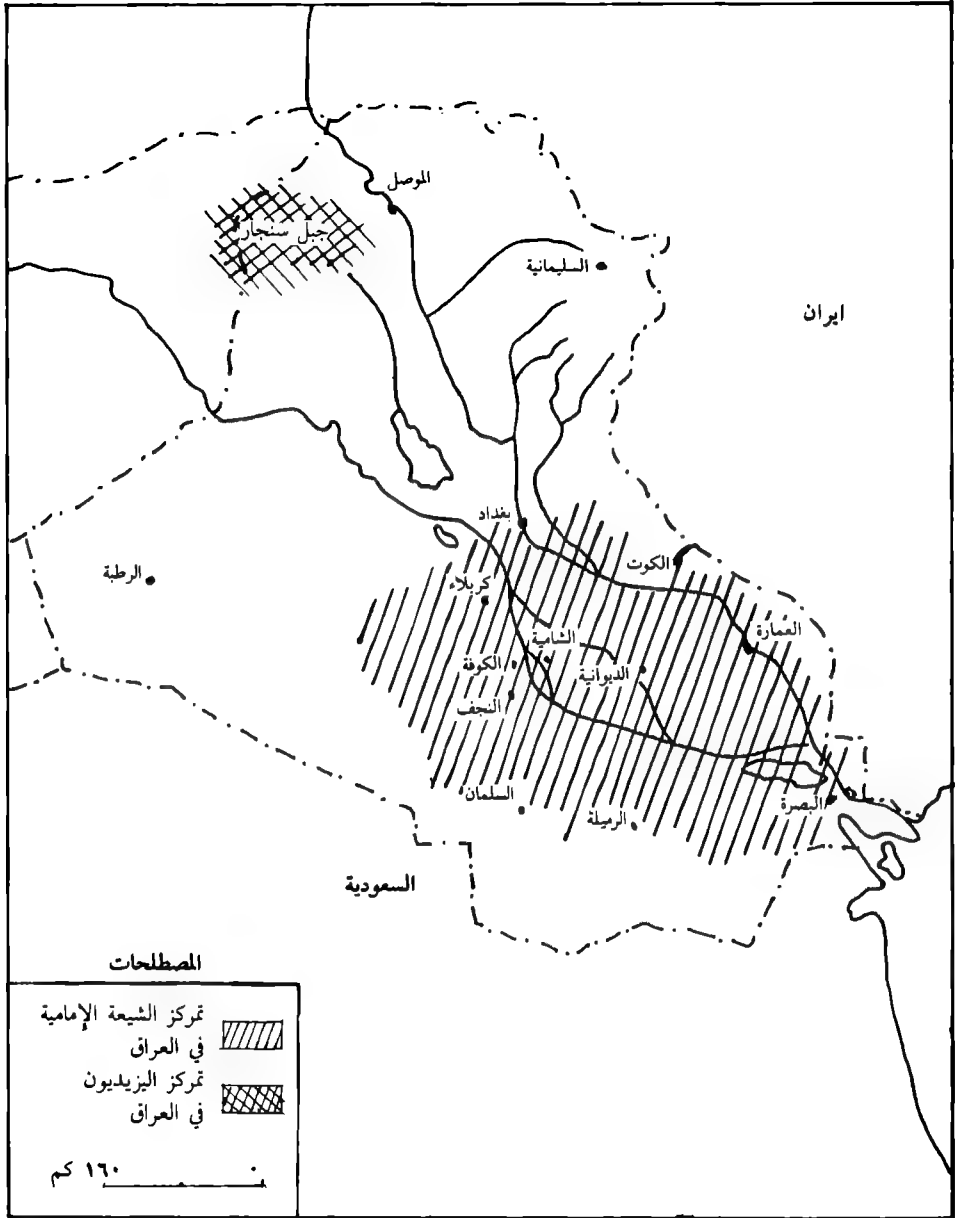 الموصل
جبل سنجار
السليمانية
ايران
بغداد
الكوت
الرطبة
كربلاء
العمارة
الشامية
الكوفة
الديوانية
النجف
السلمان
البصرة
الرميلة
السعودية
المصطلحات
تمركز الشيعة الإمامية
في العراق
تمركز اليزيديون
في العراق
٠ ١٦٠ كم